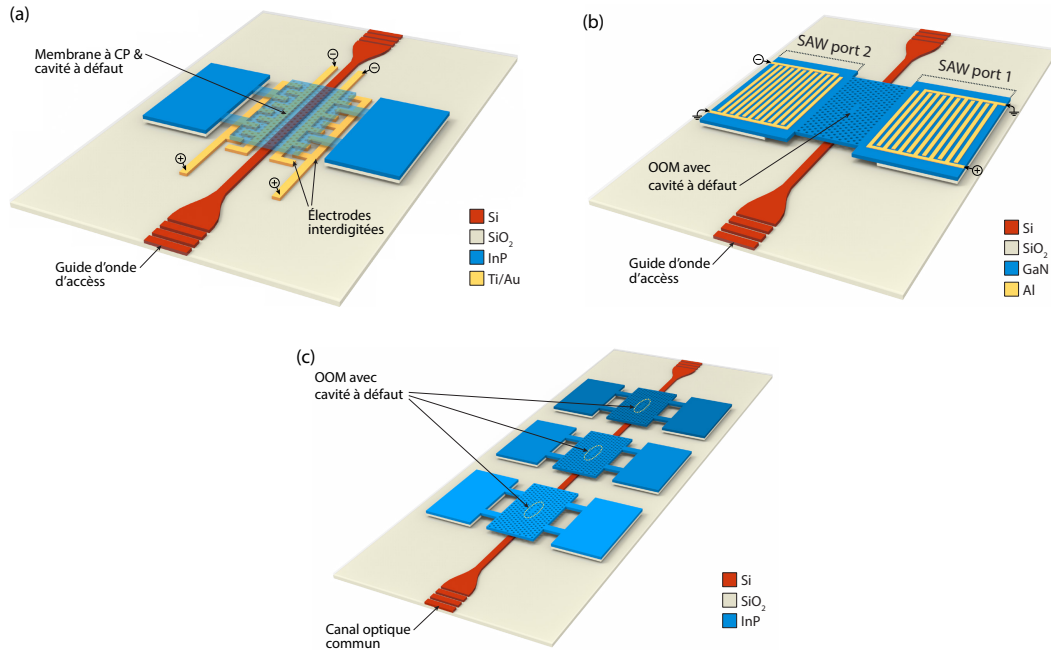 (a)
Membrane à CP &
cavité à défaut
Électrodes
interdigitées
Guide d'onde
d'accèss
Si
SiO2
InP
Ti/Au
(b)
SAW port 2
SAW port 1
OOM avec
cavité à défaut
Guide d'onde
d'accèss
Si
SiO2
GaN
Al
(c)
OOM avec
cavité à défaut
Canal optique
commun
Si
SiO2
InP